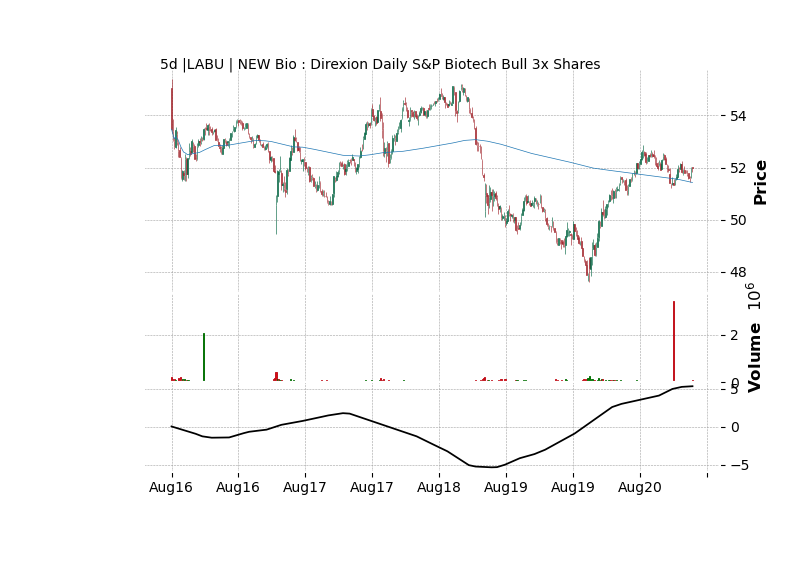 5d |LABU | NEW Bio : Direxion Daily S&P Biotech Bull 3x Shares
54
52
50
48
Price
10^6
2
0
Volume
5
0
−5
Aug16 Aug16 Aug17 Aug17 Aug18 Aug19 Aug19 Aug20